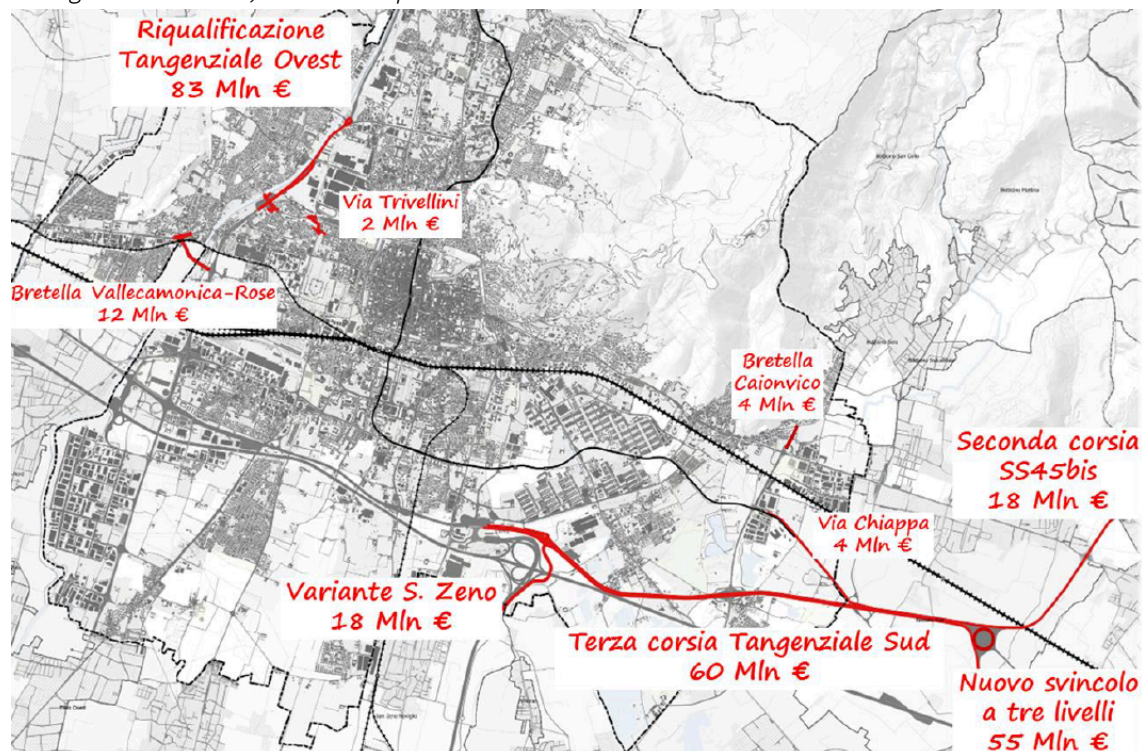 Riqualificazione
Tangenziale Ovest
83 Mln €
Via Trivellini
2 Mln €
Bretella Vallecamonica-Rose
12 Mln €
Bretella
Caionvico
4 Mln €
Seconda corsia
SS45bis
18 Mln €
Via Chiappa
4 Mln €
Variante S. Zeno
18 Mln €
Terza corsia Tangenziale Sud
60 Mln €
Nuovo svincolo
a tre livelli
55 Mln €